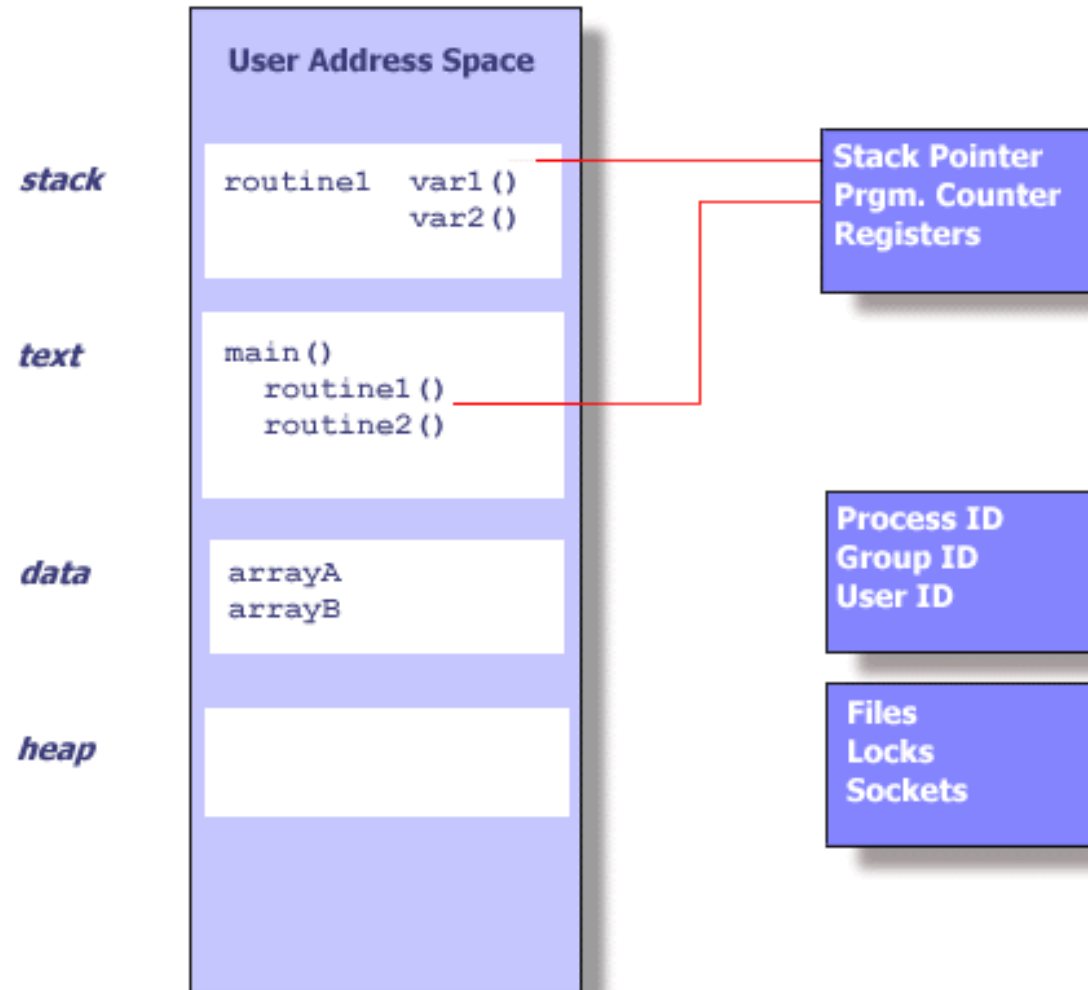 User Address Space
stack
routine1 var1()
var2()
text
main()
routine1()
routine2()
data
arrayA
arrayB
heap
Stack Pointer
Prgm. Counter
Registers
Process ID
Group ID
User ID
Files
Locks
Sockets